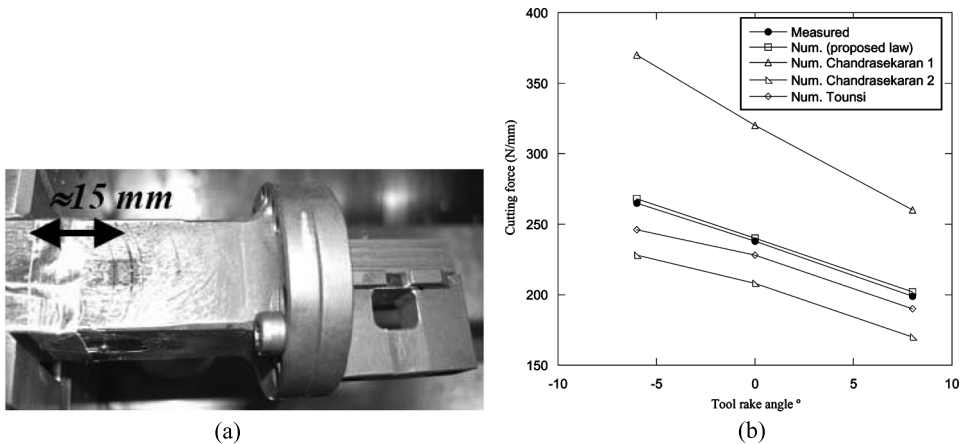 ≈15 mm
(a)
Cutting force (N/mm)
400
350
300
250
200
150
-10
-5
0
5
10
Tool rake angle º
Measured
Num. (proposed law)
Num. Chandrasekaran 1
Num. Chandrasekaran 2
Num. Tounsi
(b)